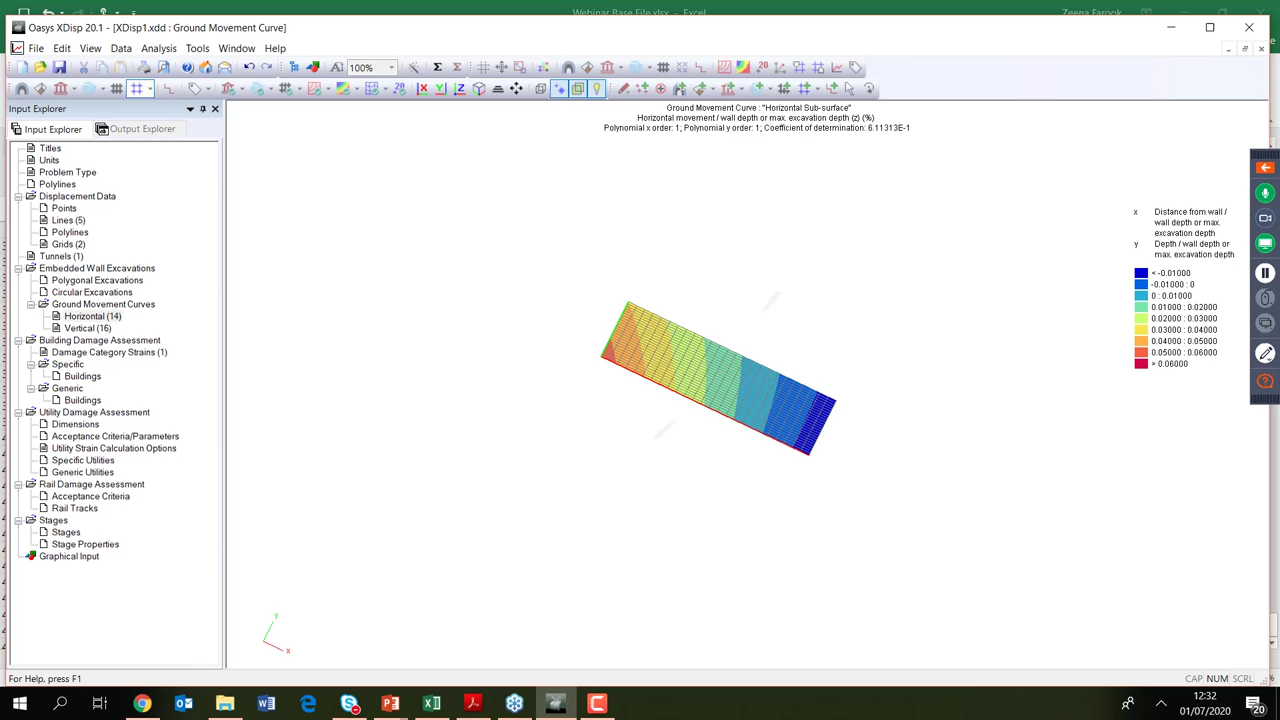 Webinar Base File.xlsx - Excel
Zeena Farook
Oasys XDisp 20.1 - [XDisp1.xdd : Ground Movement Curve]
File Edit View Data Analysis Tools Window Help
100%
Input Explorer
Input Explorer Output Explorer
Titles
Units
Problem Type
Polylines
Displacement Data
Points
Lines (5)
Polylines
Grids (2)
Tunnels (1)
Embedded Wall Excavations
Polygonal Excavations
Circular Excavations
Ground Movement Curves
Horizontal (14)
Vertical (16)
Building Damage Assessment
Damage Category Strains (1)
Specific
Buildings
Generic
Buildings
Utility Damage Assessment
Dimensions
Acceptance Criteria/Parameters
Utility Strain Calculation Options
Specific Utilities
Generic Utilities
Rail Damage Assessment
Acceptance Criteria
Rail Tracks
Stages
Stages
Stage Properties
Graphical Input
Ground Movement Curve : "Horizontal Sub-surface"
Horizontal movement / wall depth or max. excavation depth (z) (%)
Polynomial x order: 1; Polynomial y order: 1; Coefficient of determination: 6.11313E-1
x Distance from wall /
wall depth or max.
excavation depth
y Depth / wall depth or
max. excavation depth
< -0.01000
-0.01000 : 0
0 : 0.01000
0.01000 : 0.02000
0.02000 : 0.03000
0.03000 : 0.04000
0.04000 : 0.05000
0.05000 : 0.06000
> 0.06000
y
x
For Help, press F1
CAP NUM SCRL
12:32
01/07/2020
20